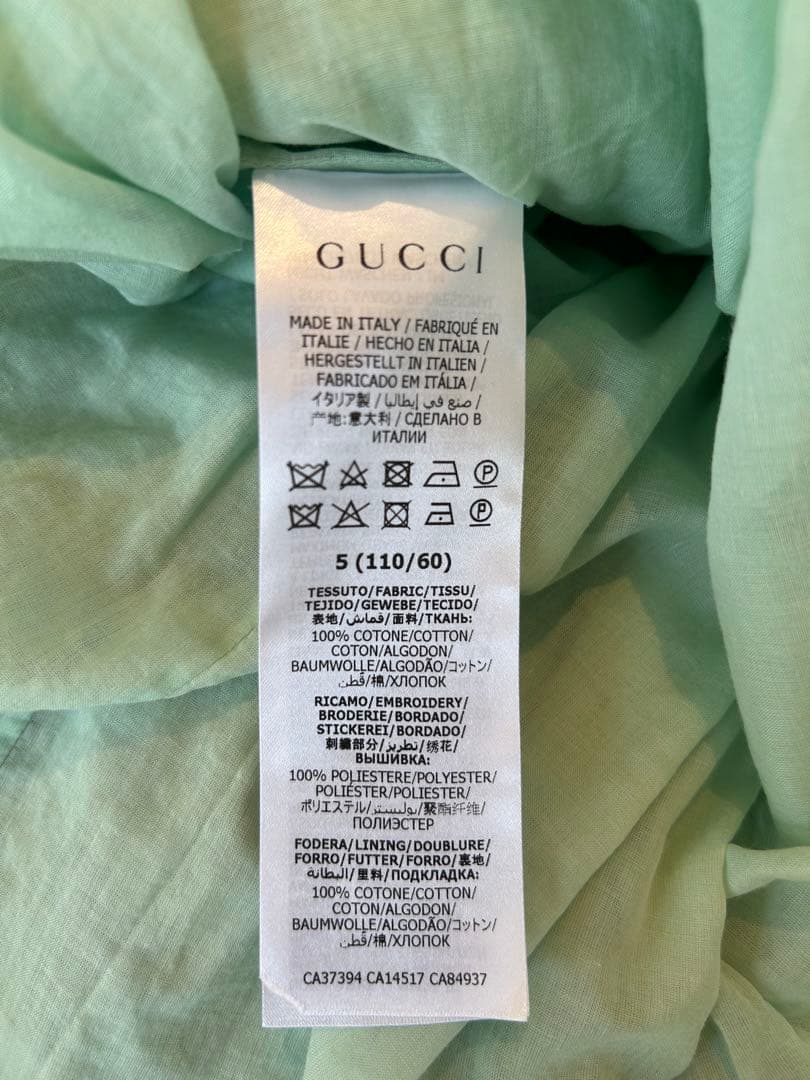 GUCCI
MADE IN ITALY / FABRIQUÉ EN
ITALIE / HECHO EN ITALIA /
HERGESTELLT IN ITALIEN /
FABRICADO EM ITÁLIA /
イタリア製 / صنع في إيطاليا /
产地:意大利 / СДЕЛАНО В
ИТАЛИИ
P
P
5 (110/60)
TESSUTO/FABRIC/TISSU/
TEJIDO/GEWEBE/TECIDO/
表地/قماش/面料/ТКАНЬ:
100% COTONE/COTTON/
COTON/ALGODON/
BAUMWOLLE/ALGODÃO/コットン/
قُطن/棉/ХЛОПОК
RICAMO/EMBROIDERY/
BRODERIE/BORDADO/
STICKEREI/BORDADO/
刺繍部分/تطريز/绣花/
ВЫШИВКА:
100% POLIESTERE/POLYESTER/
POLIÉSTER/POLIESTER/
ポリエステル/بوليستر/聚酯纤维/
ПОЛИЭСТЕР
FODERA/LINING/DOUBLURE/
FORRO/FUTTER/FORRO/裏地/
البطانة/里料/ПОДКЛАДКА:
100% COTONE/COTTON/
COTON/ALGODON/
BAUMWOLLE/ALGODÃO/コットン/
قُطن/棉/ХЛОПОК
CA37394 CA14517 CA84937